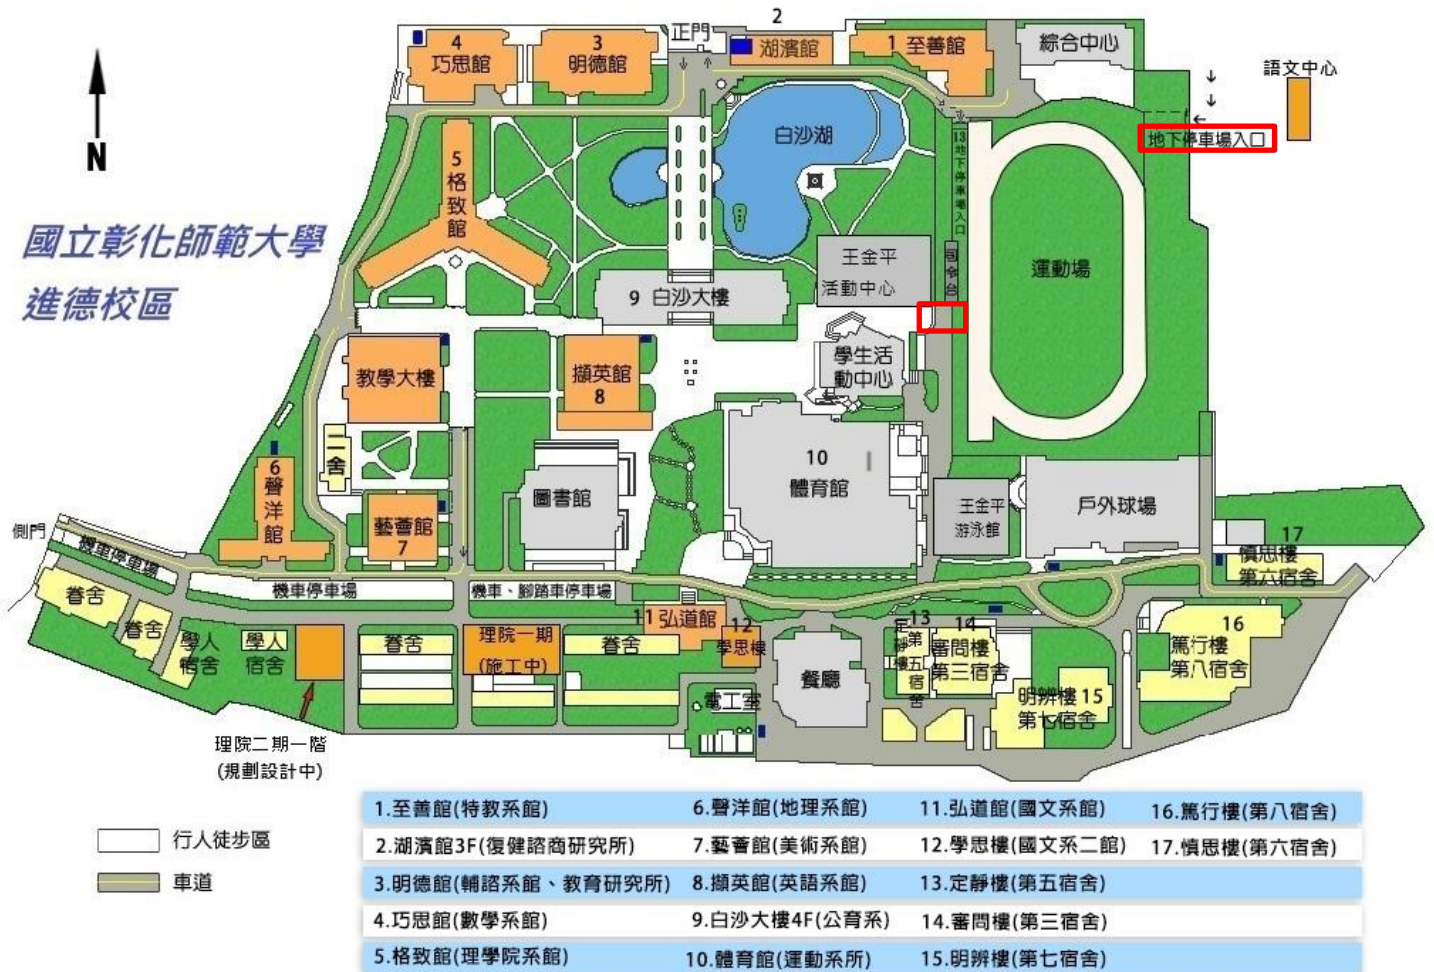 2
正門
4
巧思館
3
明德館
湖濱館
1 至善館
綜合中心
語文中心
地下停車場入口
白沙湖
13地下停車場入口
5
格致館
N
國立彰化師範大學
進德校區
王金平
活動中心
司令台
運動場
9 白沙大樓
學生活
動中心
教學大樓
擷英館
8
二舍
10
體育館
6
聲洋館
圖書館
王金平
游泳館
戶外球場
藝薈館
7
側門
機車停車場
17
慎思樓
第六宿舍
機車停車場
機車、腳踏車停車場
眷舍
眷舍
學人
宿舍
學人
宿舍
眷舍
理院一期
(施工中)
眷舍
11 弘道館
12
學思樓
餐廳
13
定靜樓
第五宿舍
14
審問樓
第三宿舍
16
篤行樓
第八宿舍
明辨樓 15
第七宿舍
電工室
理院二期一階
(規劃設計中)
行人徒步區
車道
1.至善館(特教系館)
6.聲洋館(地理系館)
11.弘道館(國文系館)
16.篤行樓(第八宿舍)
2.湖濱館3F(復健諮商研究所)
7.藝薈館(美術系館)
12.學思樓(國文系二館)
17.慎思樓(第六宿舍)
3.明德館(輔諮系館、教育研究所)
8.擷英館(英語系館)
13.定靜樓(第五宿舍)
4.巧思館(數學系館)
9.白沙大樓4F(公育系)
14.審問樓(第三宿舍)
5.格致館(理學院系館)
10.體育館(運動系所)
15.明辨樓(第七宿舍)